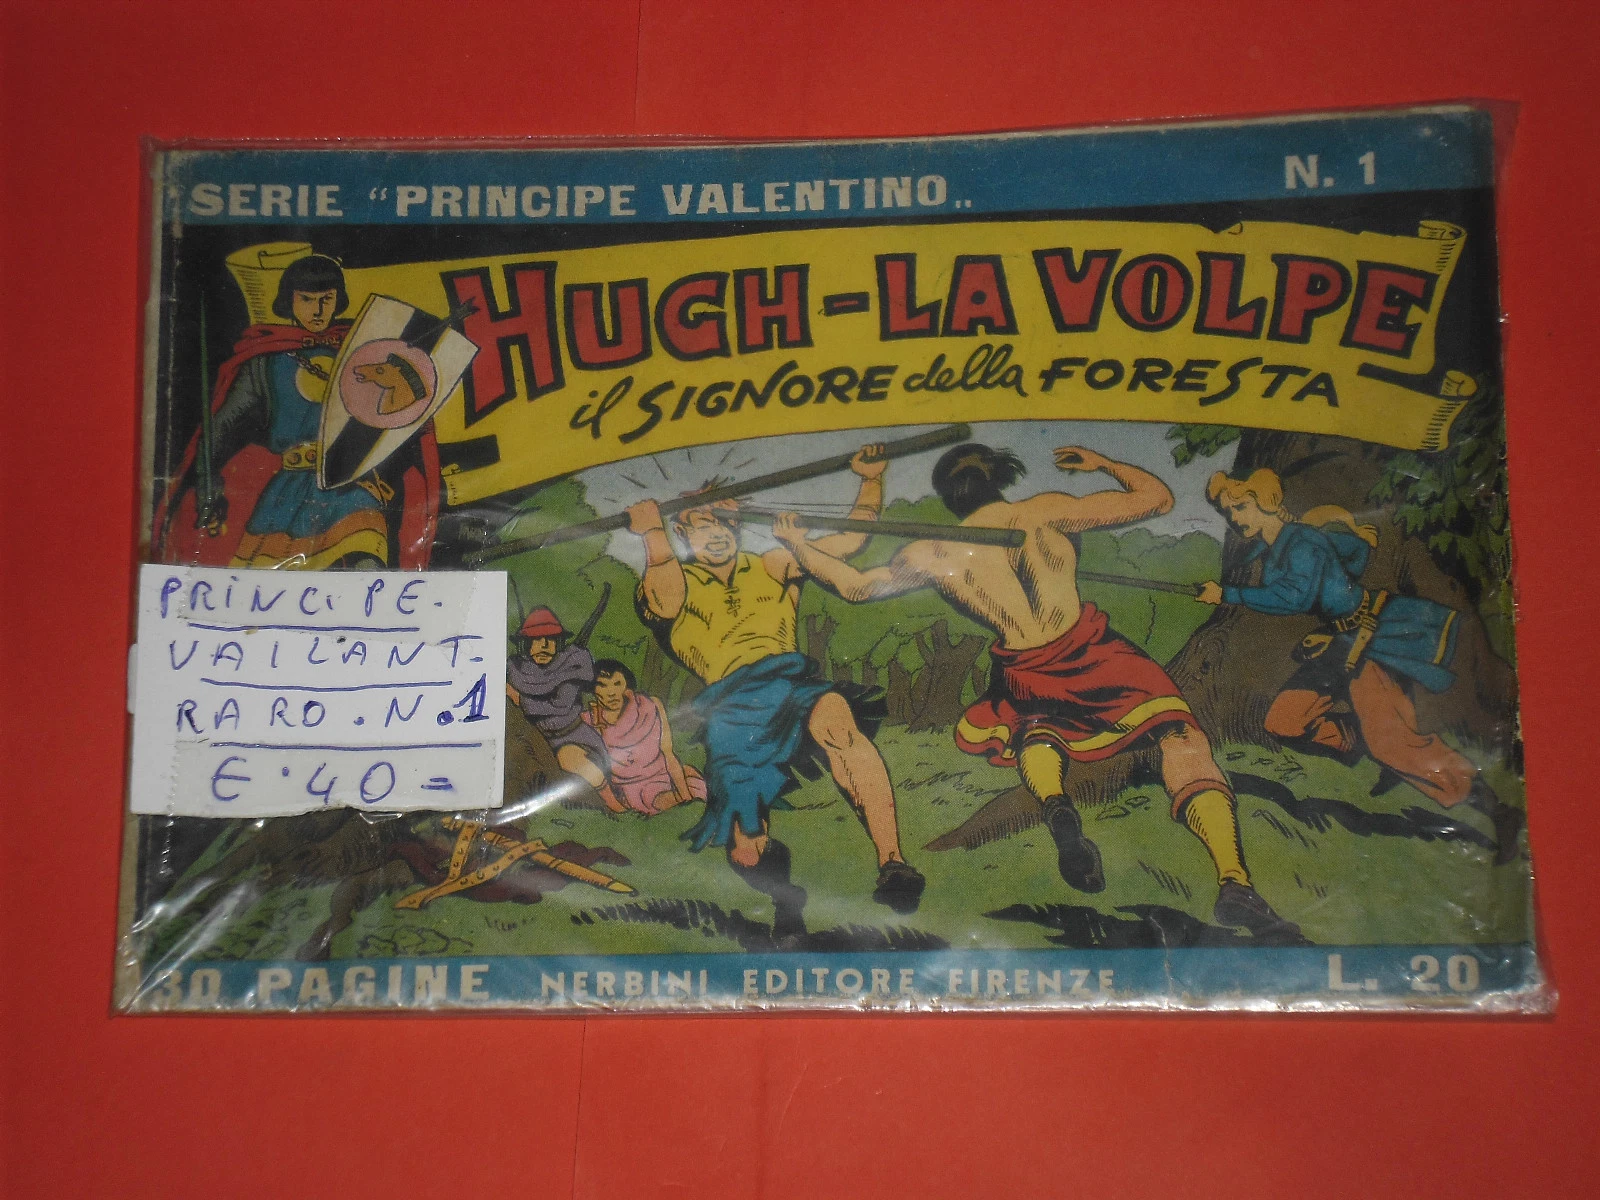 SERIE “PRINCIPE VALENTINO„
N. 1
HUGH-LA VOLPE
il SIGNORE della FORESTA
PRINCIPE.
VAILANT.
RARO.N.1
E.40=
30 PAGINE NERBINI EDITORE FIRENZE L. 20